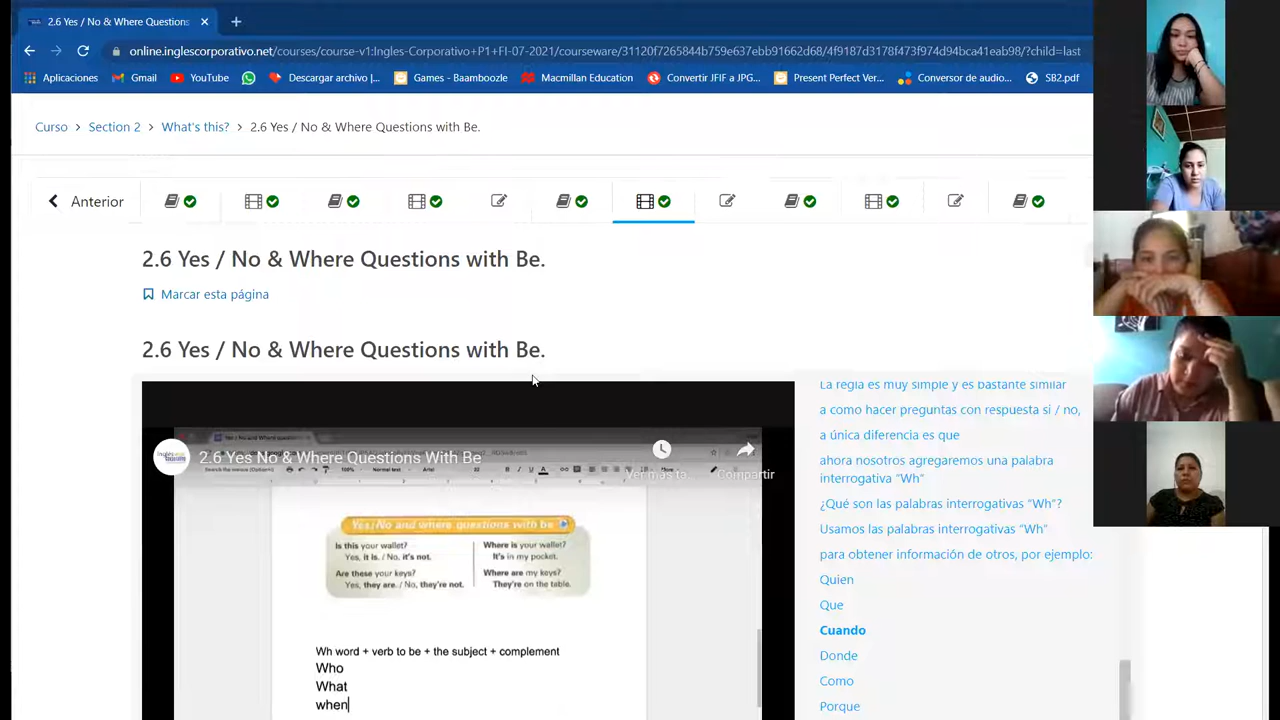 2.6 Yes / No & Where Questions
online.inglescorporativo.net/courses/course-v1:Ingles-Corporativo+P1+FI-07-2021/courseware/31120f7265844b759e637ebb91662d68/4f9187d3178f473f974d94bca41eab98/?child=last
Aplicaciones Gmail YouTube Descargar archivo |... Games - Baamboozle Macmillan Education Convertir JFIF a JPG... Present Perfect Ver... Conversor de audio... SB2.pdf
Curso > Section 2 > What's this? > 2.6 Yes / No & Where Questions with Be.
Anterior
2.6 Yes / No & Where Questions with Be.
Marcar esta página
2.6 Yes / No & Where Questions with Be.
2.6 Yes No & Where Questions With Be
Compartir
Yes/No and where questions with be
Is this your wallet?
Yes, it is. / No, it's not.
Are these your keys?
Yes, they are. / No, they're not.
Where is your wallet?
It's in my pocket.
Where are my keys?
They're on the table.
Wh word + verb to be + the subject + complement
Who
What
when
La regla es muy simple y es bastante similar
a como hacer preguntas con respuesta si / no,
a única diferencia es que
ahora nosotros agregaremos una palabra
interrogativa “Wh”
¿Qué son las palabras interrogativas “Wh”?
Usamos las palabras interrogativas “Wh”
para obtener información de otros, por ejemplo:
Quien
Que
Cuando
Donde
Como
Porque